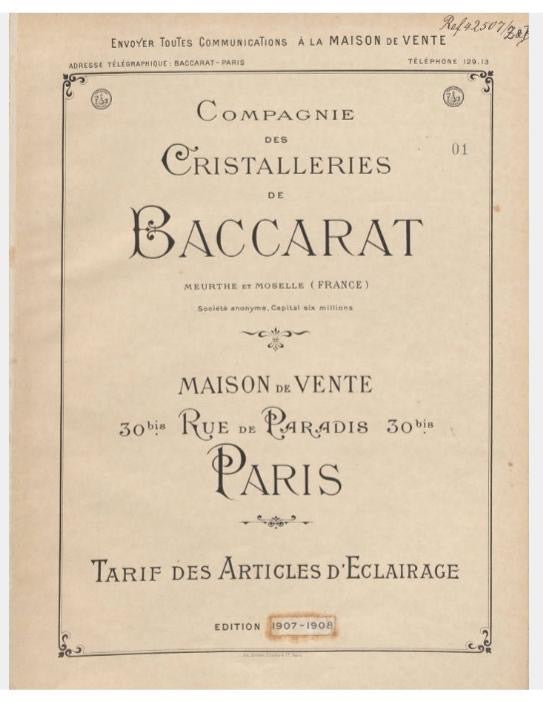 Ref 42507/
ENVOYER TOUTES COMMUNICATIONS À LA MAISON DE VENTE
ADRESSE TÉLÉGRAPHIQUE : BACCARAT-PARIS TÉLÉPHONE 129.13
COMPAGNIE
DES
CRISTALLERIES
01
DE
BACCARAT
MEURTHE ET MOSELLE (FRANCE)
Société anonyme, Capital six millions
MAISON DE VENTE
30bis RUE DE PARADIS 30bis
PARIS
TARIF DES ARTICLES D'ECLAIRAGE
EDITION 1907-1908